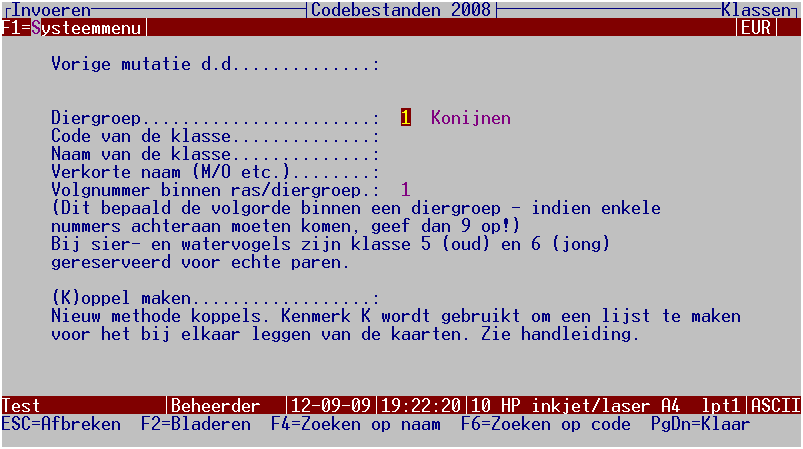 Invoeren Codebestanden 2008 Klassen
F1=Systeemmenu EUR
Vorige mutatie d.d..............:
Diergroep.......................: 1 Konijnen
Code van de klasse..............:
Naam van de klasse..............:
Verkorte naam (M/O etc.)........:
Volgnummer binnen ras/diergroep.: 1
(Dit bepaald de volgorde binnen een diergroep - indien enkele
nummers achteraan moeten komen, geef dan 9 op!)
Bij sier- en watervogels zijn klasse 5 (oud) en 6 (jong)
gereserveerd voor echte paren.
(K)oppel maken..................:
Nieuw methode koppels. Kenmerk K wordt gebruikt om een lijst te maken
voor het bij elkaar leggen van de kaarten. Zie handleiding.
Test |Beheerder |12-09-09|19:22:20|10 HP inkjet/laser A4 lpt1|ASCII
ESC=Afbreken F2=Bladeren F4=Zoeken op naam F6=Zoeken op code PgDn=Klaar